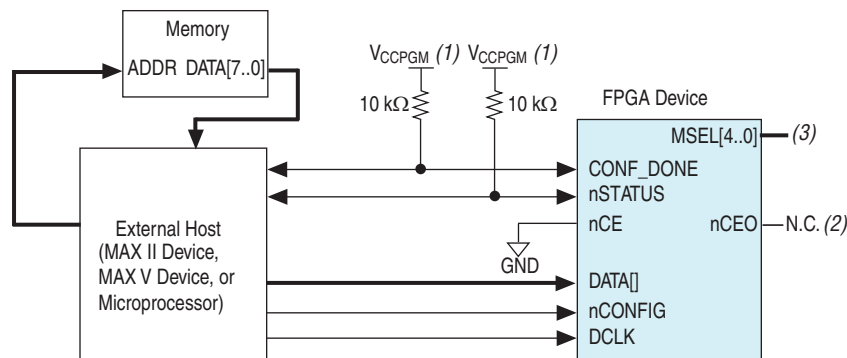 Memory
ADDR DATA[7..0]
VCCPGM (1) VCCPGM (1)
10 kΩ
10 kΩ
FPGA Device
MSEL[4..0]
(3)
CONF_DONE
nSTATUS
nCE
nCEO
N.C. (2)
GND
External Host
(MAX II Device,
MAX V Device, or
Microprocessor)
DATA[]
nCONFIG
DCLK